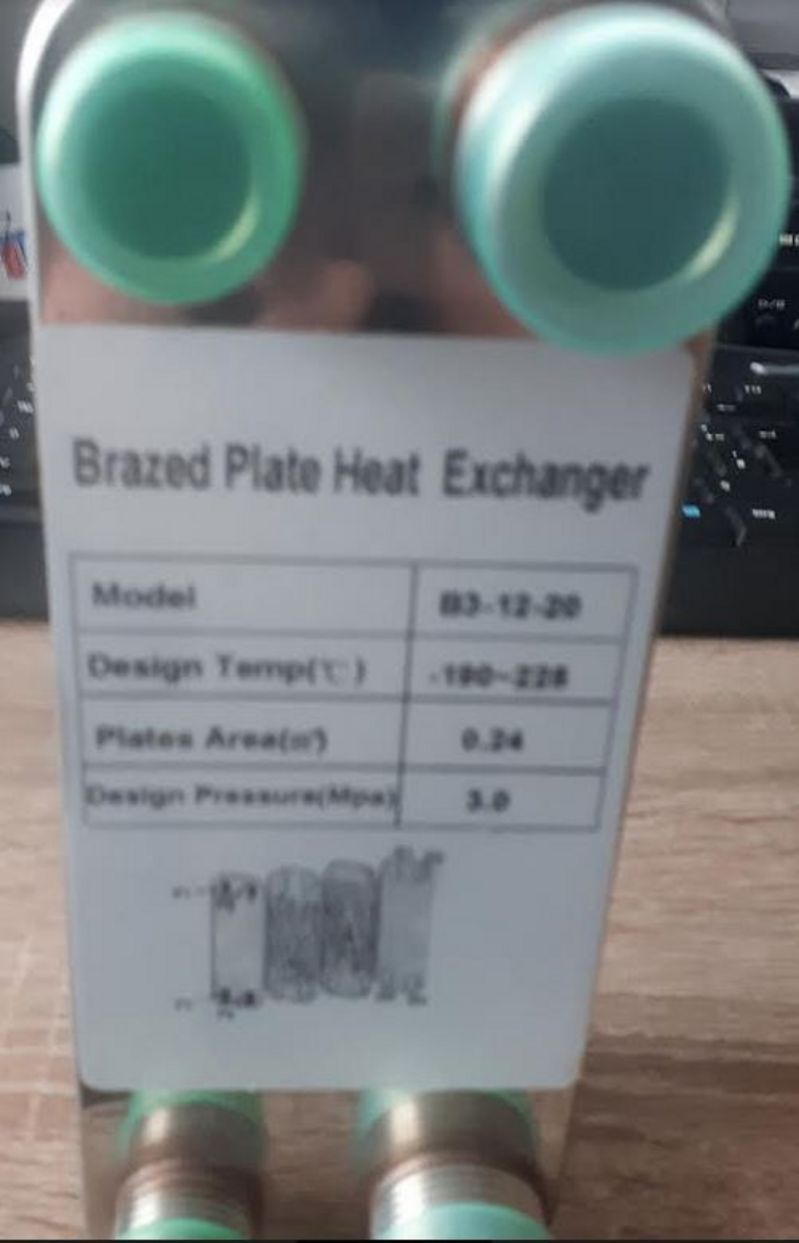 Brazed Plate Heat Exchanger
Model B3-12-20
Design Temp(℃) -190~228
Plates Area(㎡) 0.24
Design Pressure(Mpa) 3.0